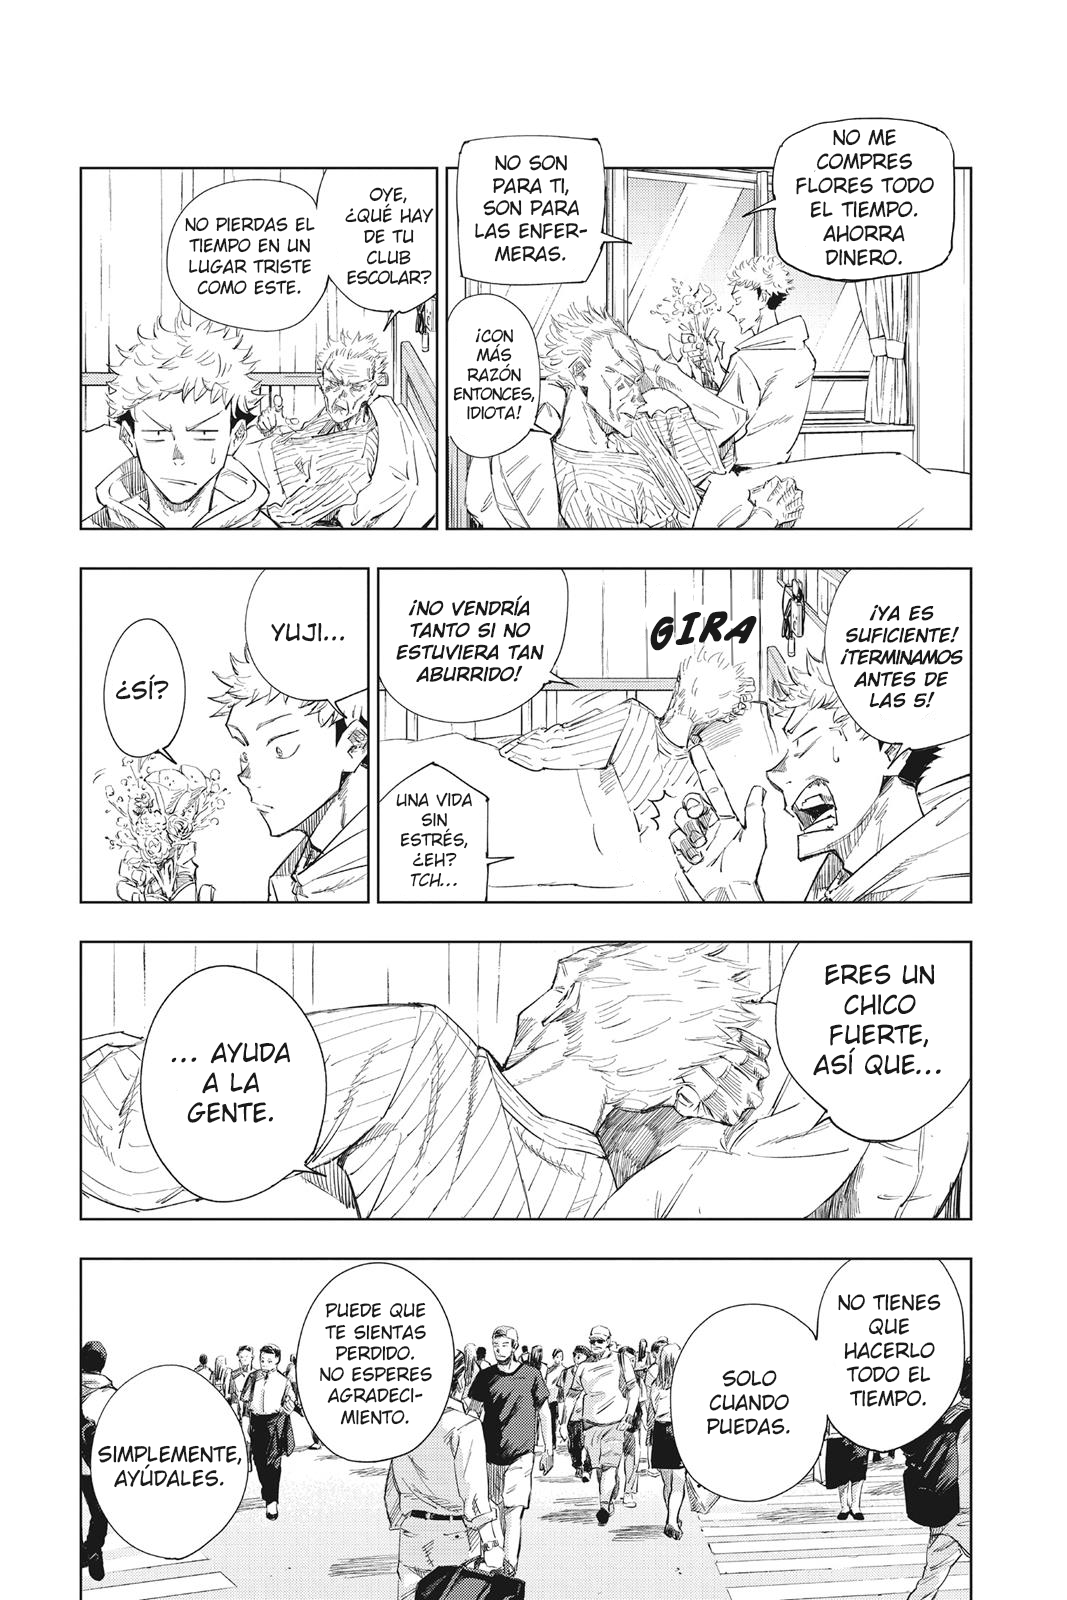 NO ME
COMPRES
FLORES TODO
EL TIEMPO.
AHORRA
DINERO.
NO SON
PARA TI,
SON PARA
LAS ENFER-
MERAS.
¡CON
MÁS
RAZÓN
ENTONCES,
IDIOTA!
OYE,
¿QUÉ HAY
DE TU
CLUB
ESCOLAR?
NO PIERDAS EL
TIEMPO EN UN
LUGAR TRISTE
COMO ESTE.
¡YA ES
SUFICIENTE!
¡TERMINAMOS
ANTES DE
LAS 5!
GIRA
¡NO VENDRÍA
TANTO SI NO
ESTUVIERA TAN
ABURRIDO!
UNA VIDA
SIN
ESTRÉS,
¿EH?
TCH...
YUJI...
¿SÍ?
ERES UN
CHICO
FUERTE,
ASÍ QUE...
... AYUDA
A LA
GENTE.
NO TIENES
QUE
HACERLO
TODO EL
TIEMPO.
SOLO
CUANDO
PUEDAS.
PUEDE QUE
TE SIENTAS
PERDIDO.
NO ESPERES
AGRADECI-
MIENTO.
SIMPLEMENTE,
AYÚDALES.